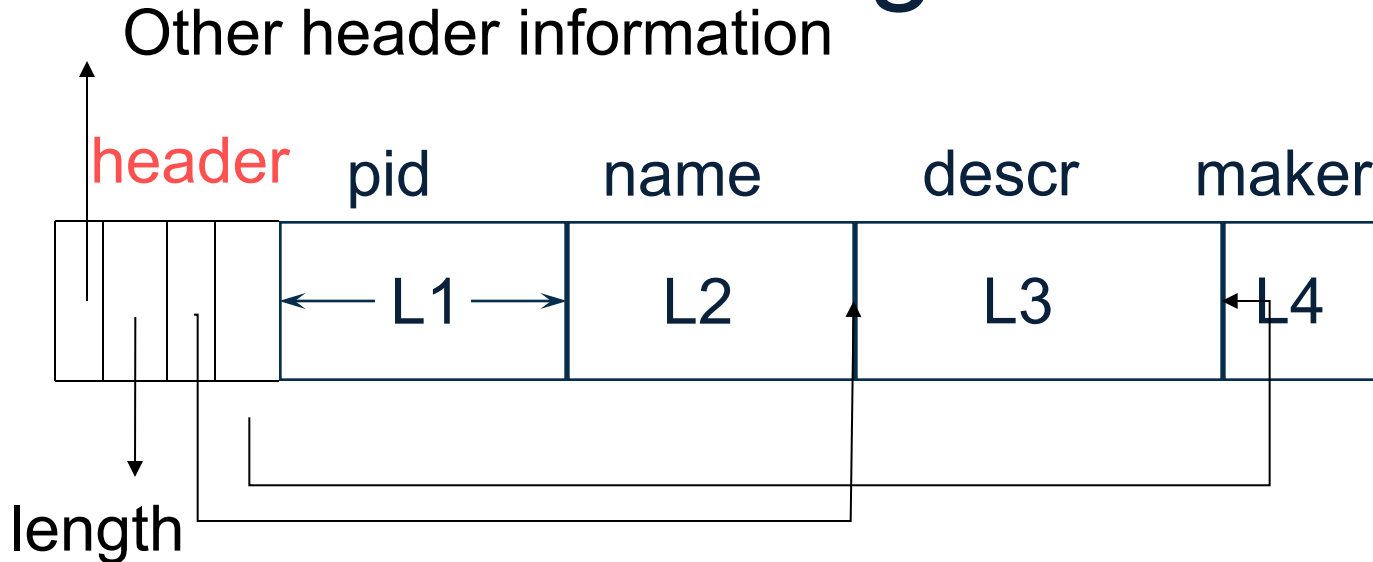 Other header information
header pid name descr maker
L1 L2 L3 L4
length